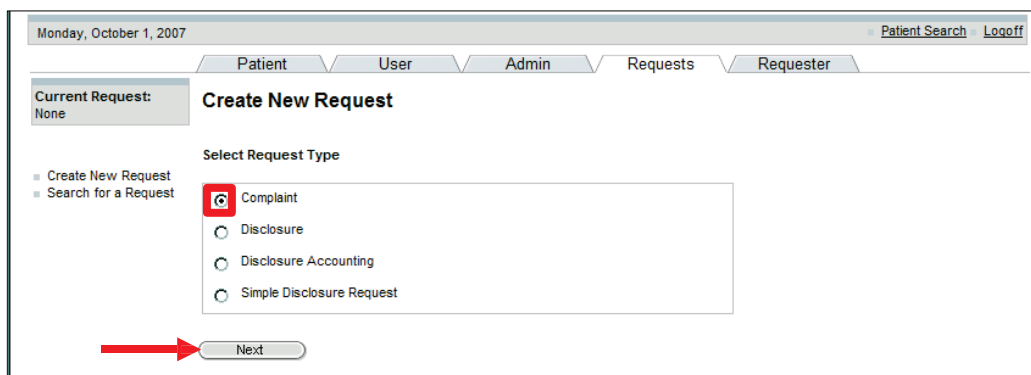 Monday, October 1, 2007
Patient Search Logoff
Patient User Admin Requests Requester
Current Request:
None
Create New Request
Select Request Type
Create New Request
Search for a Request
Complaint
Disclosure
Disclosure Accounting
Simple Disclosure Request
Next